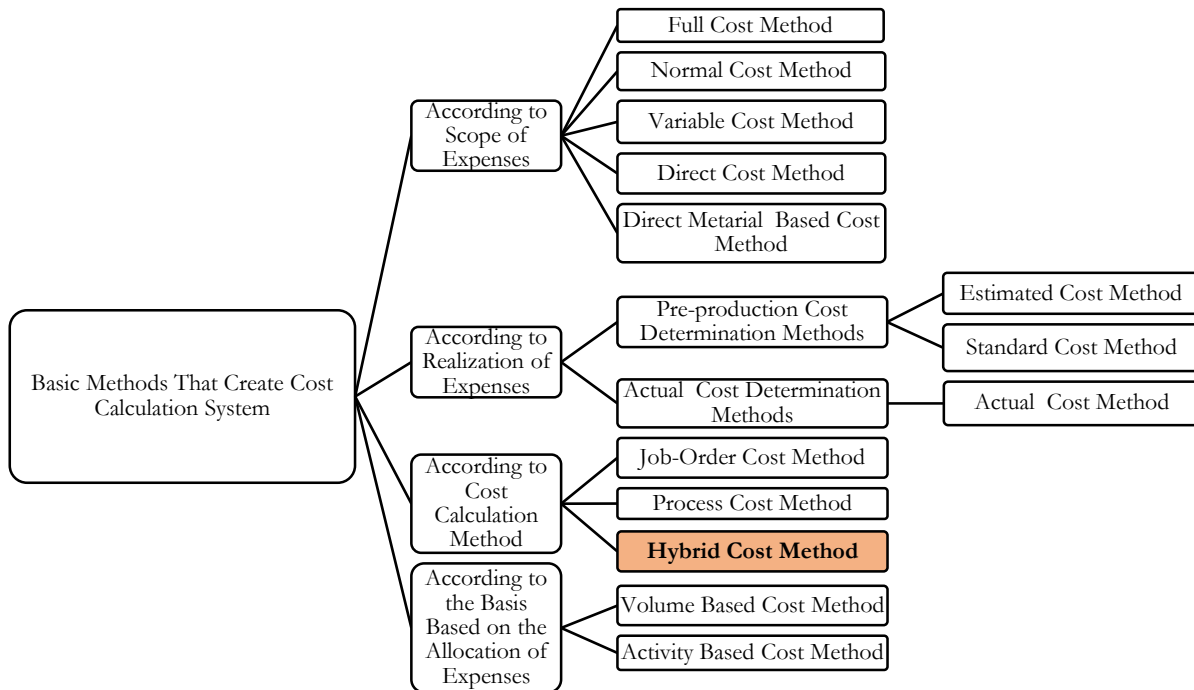 Basic Methods That Create Cost
Calculation System
According to
Scope of
Expenses
Full Cost Method
Normal Cost Method
Variable Cost Method
Direct Cost Method
Direct Metarial Based Cost
Method
According to
Realization of
Expenses
Pre-production Cost
Determination Methods
Estimated Cost Method
Standard Cost Method
Actual Cost Determination
Methods
Actual Cost Method
According to
Cost
Calculation
Method
Job-Order Cost Method
Process Cost Method
Hybrid Cost Method
According to
the Basis
Based on the
Allocation of
Expenses
Volume Based Cost Method
Activity Based Cost Method